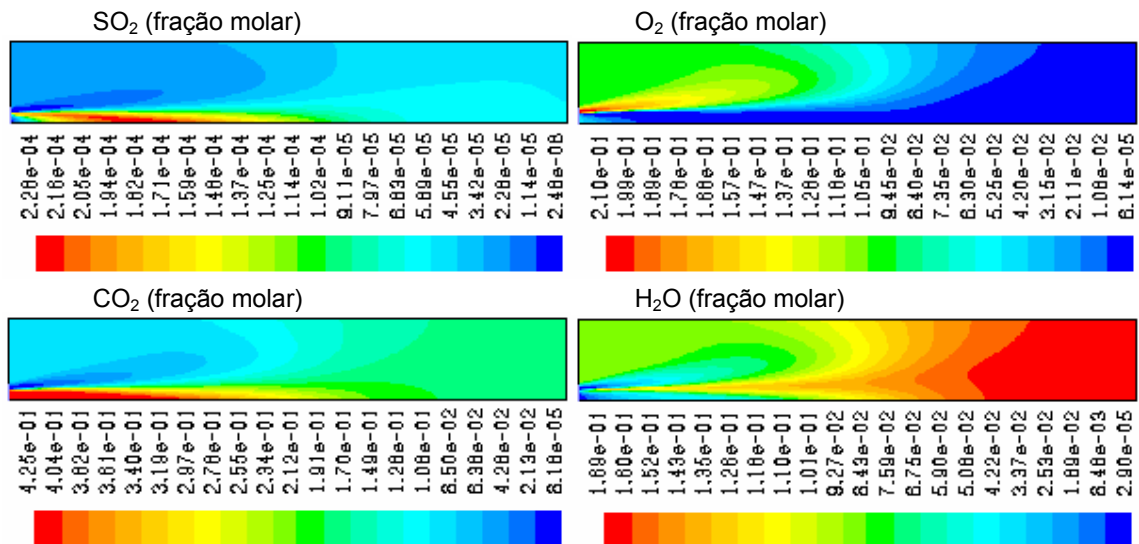 SO₂ (fração molar)
2.28e-04
2.16e-04
2.05e-04
1.94e-04
1.82e-04
1.71e-04
1.59e-04
1.48e-04
1.37e-04
1.25e-04
1.14e-04
1.02e-04
9.11e-05
7.97e-05
6.83e-05
5.69e-05
4.55e-05
3.42e-05
2.28e-05
1.14e-05
O₂ (fração molar)
2.10e-01
1.99e-01
1.89e-01
1.78e-01
1.68e-01
1.57e-01
1.47e-01
1.37e-01
1.26e-01
1.16e-01
1.05e-01
9.45e-02
8.40e-02
7.35e-02
6.30e-02
5.25e-02
4.20e-02
3.15e-02
2.11e-02
1.06e-02
6.14e-05
CO₂ (fração molar)
4.25e-01
4.04e-01
3.82e-01
3.61e-01
3.40e-01
3.19e-01
2.97e-01
2.76e-01
2.55e-01
2.34e-01
2.12e-01
1.91e-01
1.70e-01
1.49e-01
1.28e-01
1.06e-01
8.50e-02
6.38e-02
4.26e-02
2.13e-02
6.18e-05
H₂O (fração molar)
1.69e-01
1.60e-01
1.52e-01
1.43e-01
1.35e-01
1.26e-01
1.18e-01
1.10e-01
1.01e-01
9.27e-02
8.43e-02
7.59e-02
6.75e-02
5.90e-02
5.06e-02
4.22e-02
3.37e-02
2.53e-02
1.69e-02
8.46e-03
2.90e-05